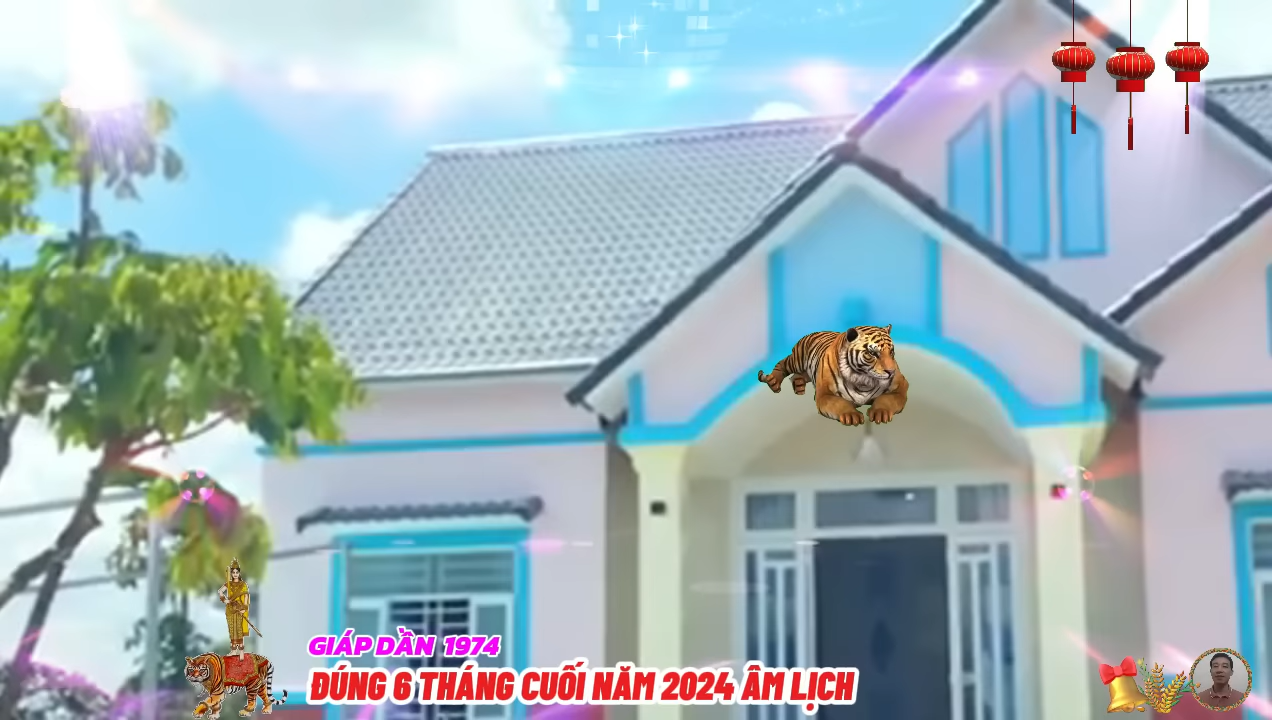 GIÁP DẦN 1974
ĐÚNG 6 THÁNG CUỐI NĂM 2024 ÂM LỊCH